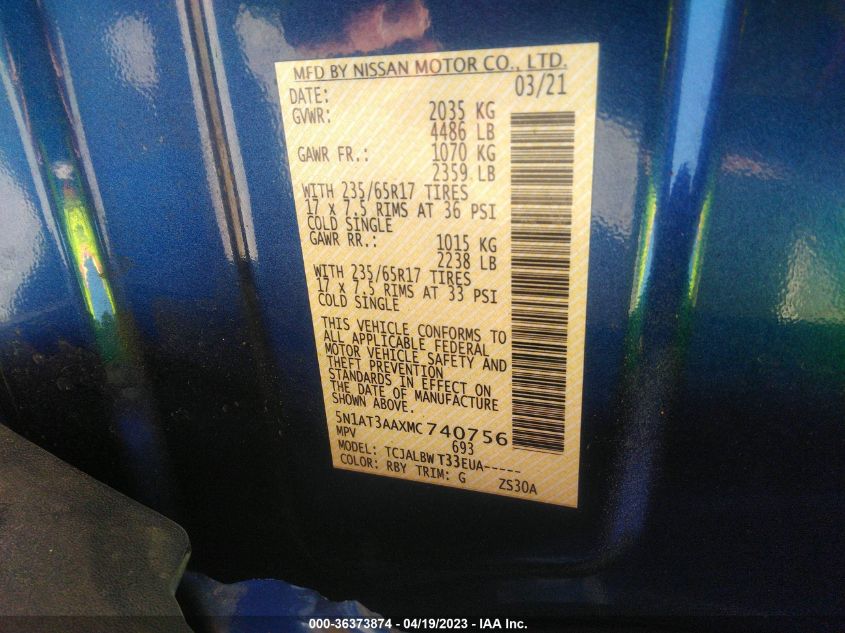 MFD BY NISSAN MOTOR CO., LTD.
DATE: 03/21
GVWR: 2035 KG
4486 LB
GAWR FR.: 1070 KG
2359 LB
WITH 235/65R17 TIRES
17 x 7.5 RIMS AT 36 PSI
COLD SINGLE
GAWR RR.: 1015 KG
2238 LB
WITH 235/65R17 TIRES
17 x 7.5 RIMS AT 33 PSI
COLD SINGLE
THIS VEHICLE CONFORMS TO
ALL APPLICABLE FEDERAL
MOTOR VEHICLE SAFETY AND
THEFT PREVENTION
STANDARDS IN EFFECT ON
THE DATE OF MANUFACTURE
SHOWN ABOVE.
5N1AT3AAXMC 740756
MPV 693
MODEL: TCJALBW T33EUA-----
COLOR: RBY TRIM: G ZS30A
000-36373874 - 04/19/2023 - IAA Inc.